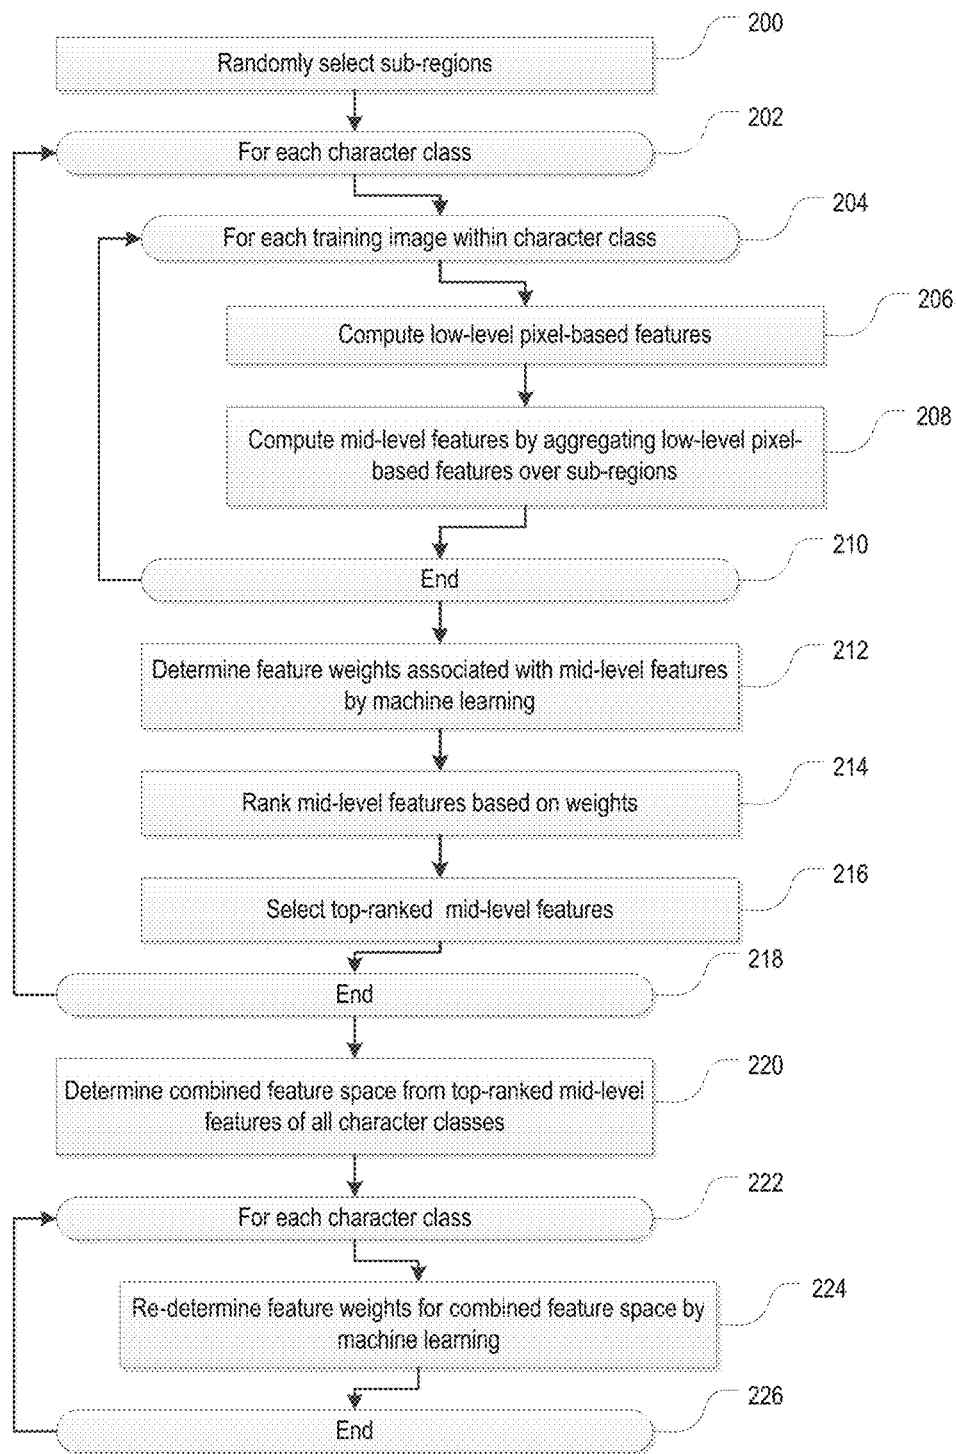 200
Randomly select sub-regions
202
For each character class
204
For each training image within character class
206
Compute low-level pixel-based features
208
Compute mid-level features by aggregating low-level pixel-
based features over sub-regions
210
End
212
Determine feature weights associated with mid-level features
by machine learning
214
Rank mid-level features based on weights
216
Select top-ranked mid-level features
218
End
220
Determine combined feature space from top-ranked mid-level
features of all character classes
222
For each character class
224
Re-determine feature weights for combined feature space by
machine learning
226
End